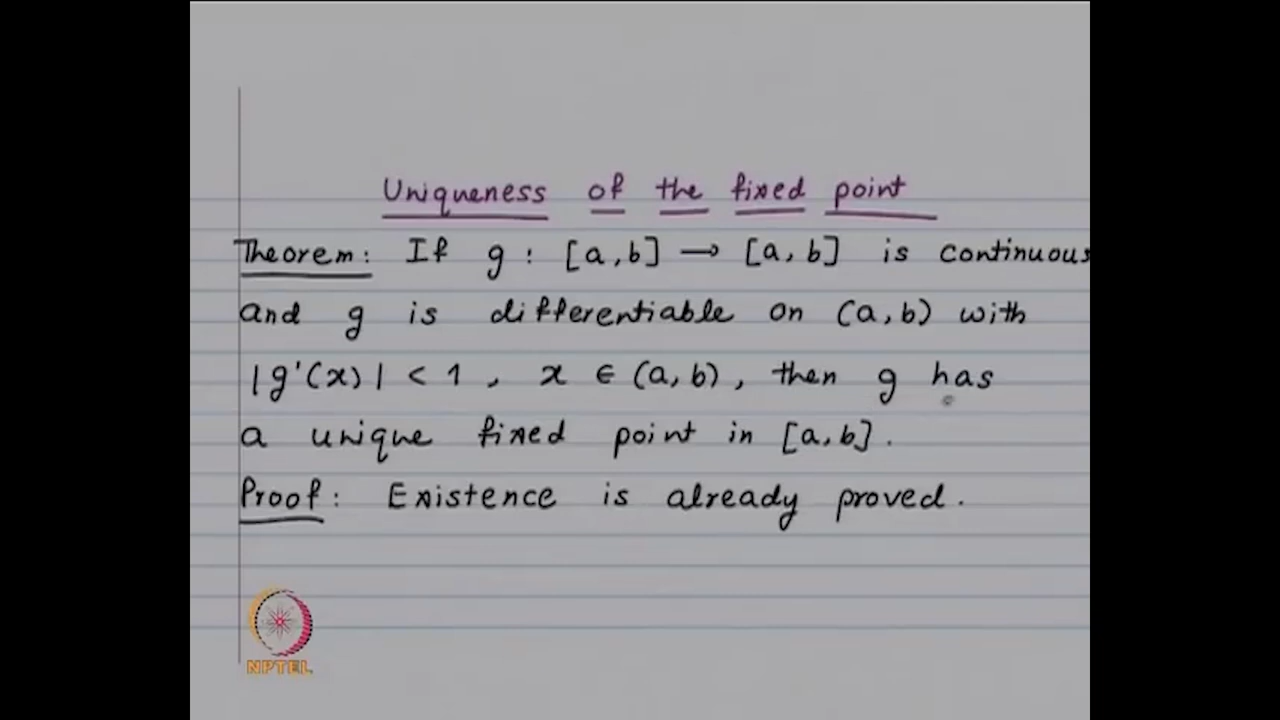 Uniqueness of the fixed point
Theorem: If g : [a,b] → [a,b] is continuous
and g is differentiable on (a,b) with
|g'(x)| < 1, x ∈ (a,b), then g has
a unique fixed point in [a,b].
Proof: Existence is already proved.
NPTEL